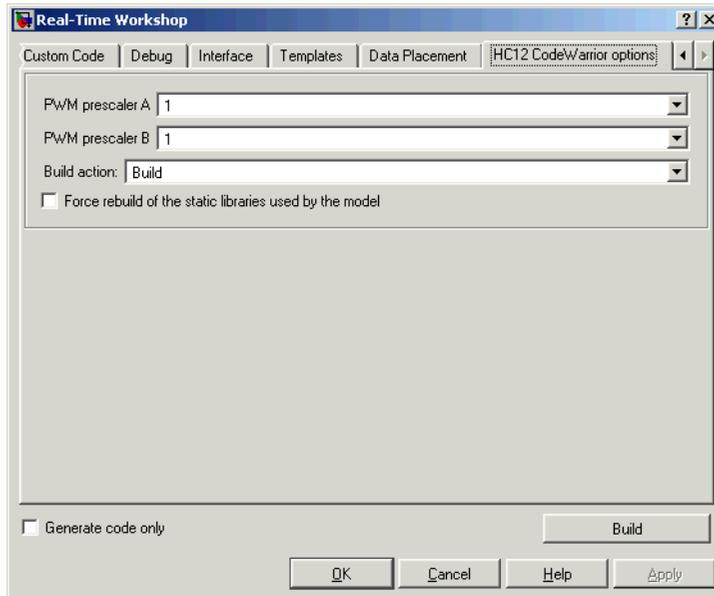 Real-Time Workshop
Custom Code Debug Interface Templates Data Placement HC12 CodeWarrior options
PWM prescaler A 1
PWM prescaler B 1
Build action: Build
Force rebuild of the static libraries used by the model
Generate code only Build
OK Cancel Help Apply